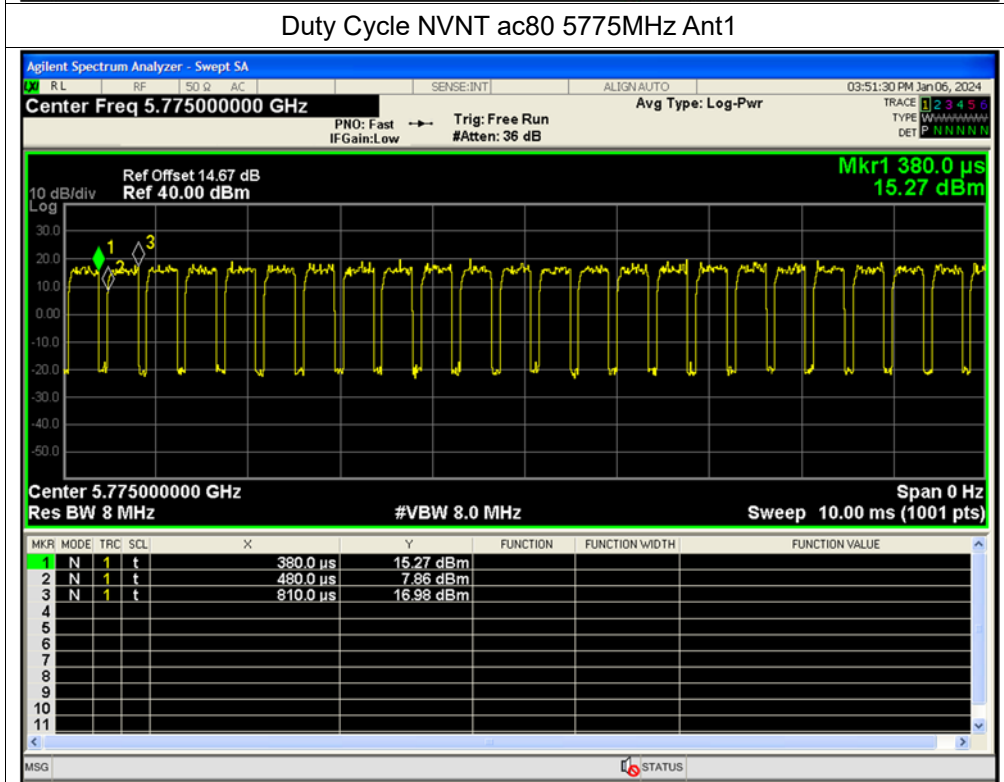 Duty Cycle NVNT ac80 5775MHz Ant1
Agilent Spectrum Analyzer - Swept SA
LXI RL RF 50 Ω AC SENSE:INT ALIGN AUTO 03:51:30 PM Jan 06, 2024
Center Freq 5.775000000 GHz Avg Type: Log-Pwr TRACE 1 2 3 4 5 6
PNO: Fast Trig: Free Run TYPE W
IFGain:Low #Atten: 36 dB DET P N N N N N
Mkr1 380.0 µs
Ref Offset 14.67 dB
10 dB/div Ref 40.00 dBm 15.27 dBm
Log
30.0
20.0
10.0
0.00
-10.0
-20.0
-30.0
-40.0
-50.0
1
2
3
Center 5.775000000 GHz Span 0 Hz
Res BW 8 MHz #VBW 8.0 MHz Sweep 10.00 ms (1001 pts)
MKR MODE TRC SCL X Y FUNCTION FUNCTION WIDTH FUNCTION VALUE
1 N 1 t 380.0 µs 15.27 dBm
2 N 1 t 480.0 µs 7.86 dBm
3 N 1 t 810.0 µs 16.98 dBm
4
5
6
7
8
9
10
11
MSG STATUS